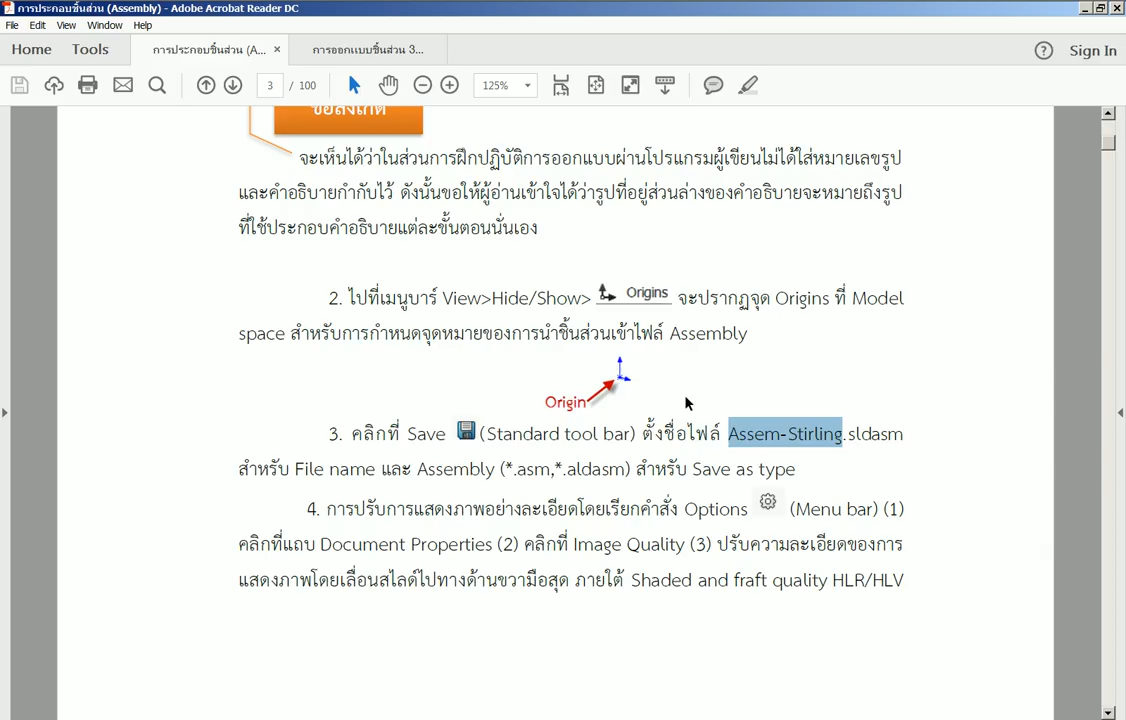 การประกอบชิ้นส่วน (Assembly) - Adobe Acrobat Reader DC
File Edit View Window Help
Home Tools การประกอบชิ้นส่วน (A... × การออกแบบชิ้นส่วน 3... ? Sign In
3 / 100 125%
ข้อสังเกต
จะเห็นได้ว่าในส่วนการฝึกปฏิบัติการออกแบบผ่านโปรแกรมผู้เขียนไม่ได้ใส่หมายเลขรูป
และคำอธิบายกำกับไว้ ดังนั้นขอให้ผู้อ่านเข้าใจได้ว่ารูปที่อยู่ส่วนล่างของคำอธิบายจะหมายถึงรูป
ที่ใช้ประกอบคำอธิบายแต่ละขั้นตอนนั่นเอง
2. ไปที่เมนูบาร์ View>Hide/Show> Origins จะปรากฏจุด Origins ที่ Model
space สำหรับการกำหนดจุดหมายของการนำชิ้นส่วนเข้าไฟล์ Assembly
Origin
3. คลิกที่ Save (Standard tool bar) ตั้งชื่อไฟล์ Assem-Stirling.sldasm
สำหรับ File name และ Assembly (*.asm,*.aldasm) สำหรับ Save as type
4. การปรับการแสดงภาพอย่างละเอียดโดยเรียกคำสั่ง Options (Menu bar) (1)
คลิกที่แถบ Document Properties (2) คลิกที่ Image Quality (3) ปรับความละเอียดของการ
แสดงภาพโดยเลื่อนสไลด์ไปทางด้านขวามือสุด ภายใต้ Shaded and fraft quality HLR/HLV